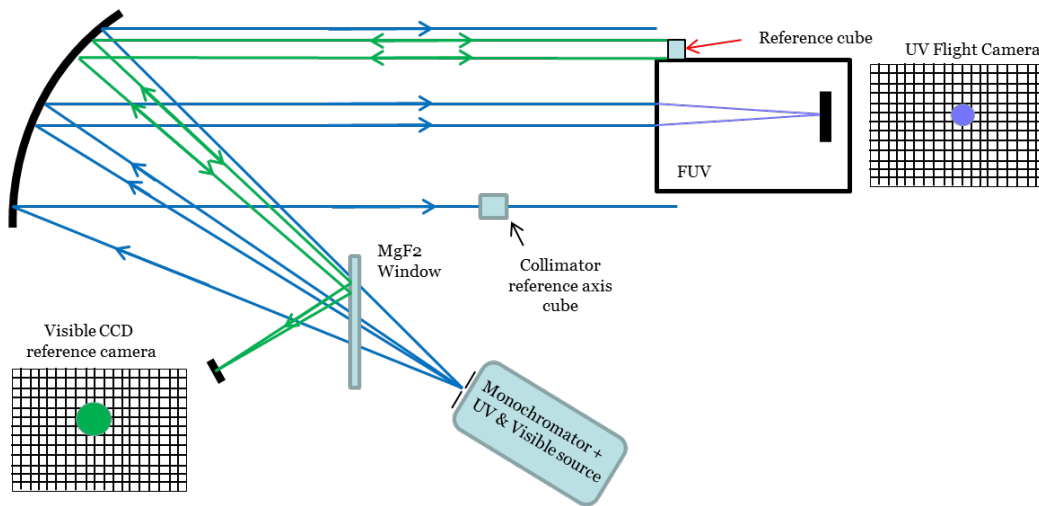 Reference cube
UV Flight Camera
FUV
MgF2
Window
Collimator
reference axis
cube
Visible CCD
reference camera
Monochromator +
UV & Visible source